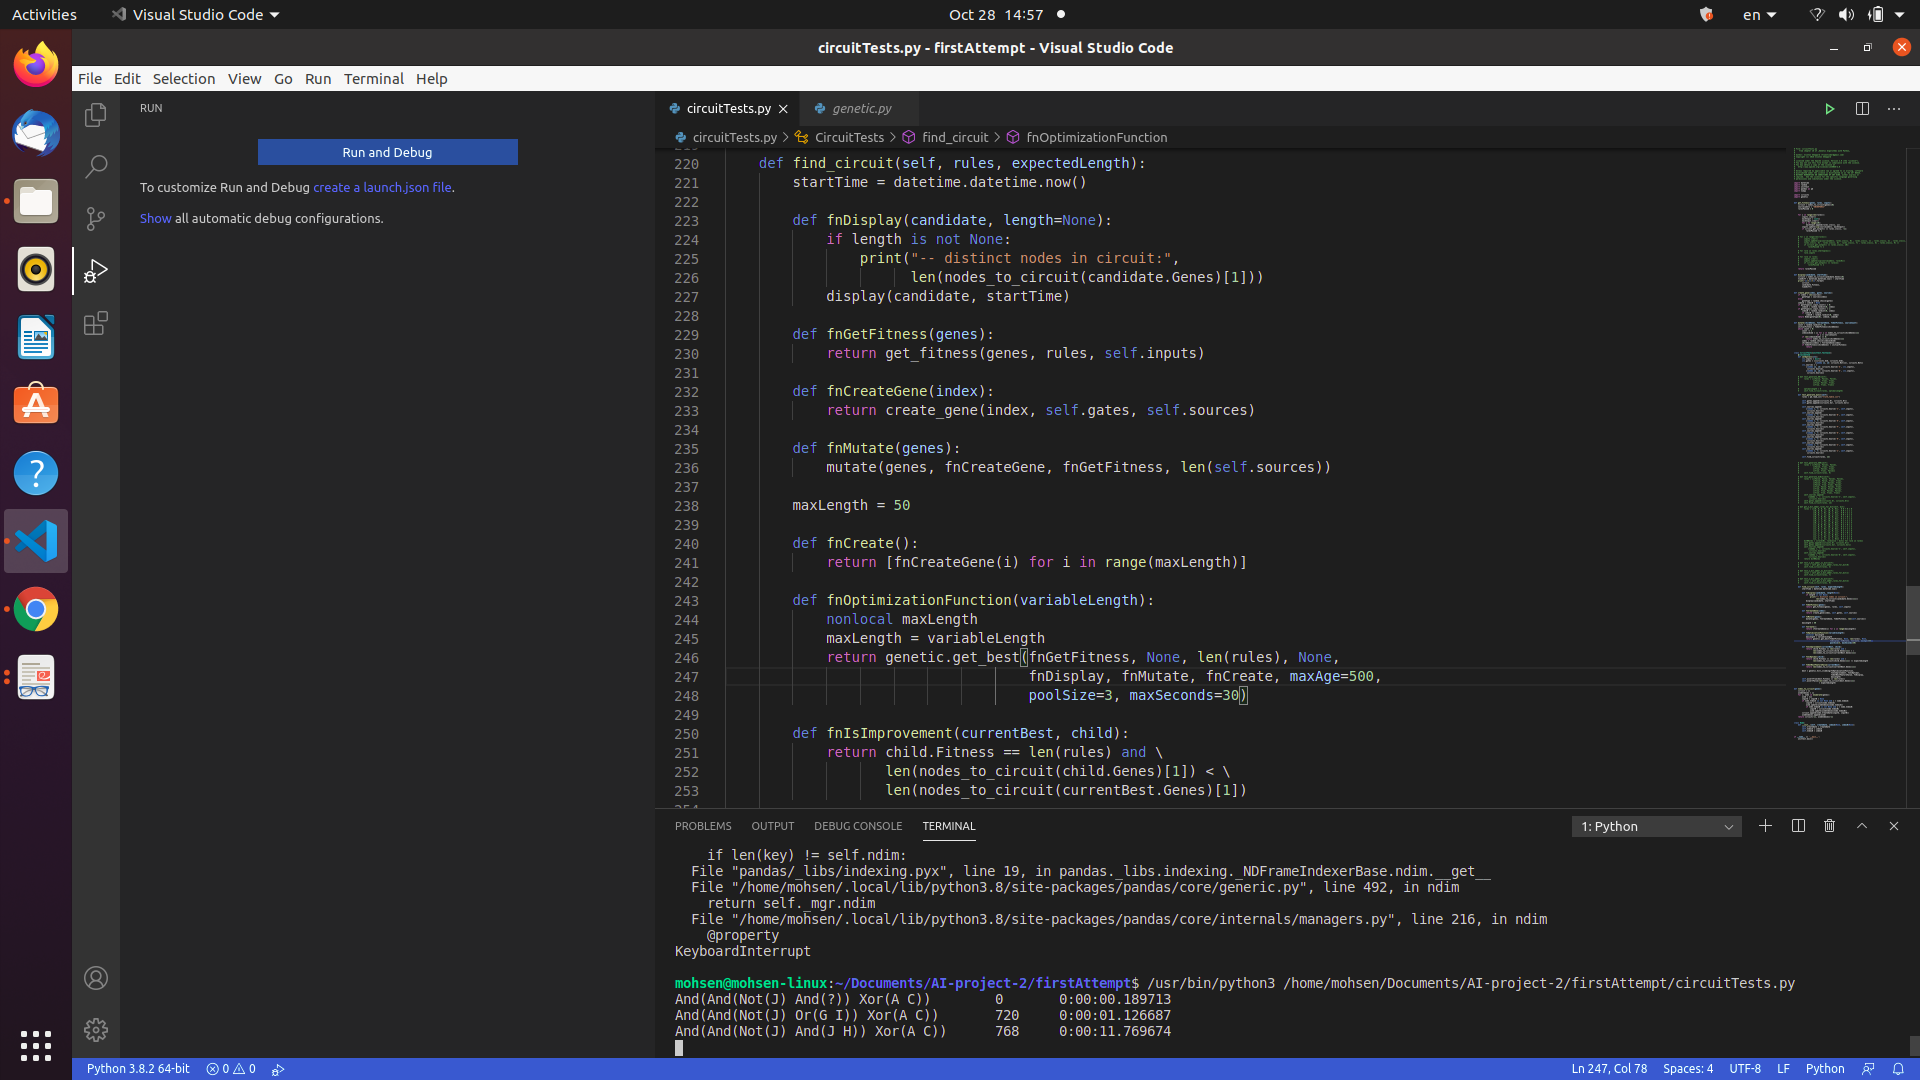 Activities
Visual Studio Code
Oct 28 14:57
en
circuitTests.py - firstAttempt - Visual Studio Code
File Edit Selection View Go Run Terminal Help
RUN
Run and Debug
To customize Run and Debug create a launch.json file.
Show all automatic debug configurations.
circuitTests.py
genetic.py
circuitTests.py > CircuitTests > find_circuit > fnOptimizationFunction
220 def find_circuit(self, rules, expectedLength):
221 startTime = datetime.datetime.now()
222
223 def fnDisplay(candidate, length=None):
224 if length is not None:
225 print("-- distinct nodes in circuit:",
226 len(nodes_to_circuit(candidate.Genes)[1]))
227 display(candidate, startTime)
228
229 def fnGetFitness(genes):
230 return get_fitness(genes, rules, self.inputs)
231
232 def fnCreateGene(index):
233 return create_gene(index, self.gates, self.sources)
234
235 def fnMutate(genes):
236 mutate(genes, fnCreateGene, fnGetFitness, len(self.sources))
237
238 maxLength = 50
239
240 def fnCreate():
241 return [fnCreateGene(i) for i in range(maxLength)]
242
243 def fnOptimizationFunction(variableLength):
244 nonlocal maxLength
245 maxLength = variableLength
246 return genetic.get_best(fnGetFitness, None, len(rules), None,
247 fnDisplay, fnMutate, fnCreate, maxAge=500,
248 poolSize=3, maxSeconds=30)
249
250 def fnIsImprovement(currentBest, child):
251 return child.Fitness == len(rules) and \
252 len(nodes_to_circuit(child.Genes)[1]) < \
253 len(nodes_to_circuit(currentBest.Genes)[1])
PROBLEMS OUTPUT DEBUG CONSOLE TERMINAL
1: Python
if len(key) != self.ndim:
File "pandas/_libs/indexing.pyx", line 19, in pandas._libs.indexing._NDFrameIndexerBase.ndim.__get__
File "/home/mohsen/.local/lib/python3.8/site-packages/pandas/core/generic.py", line 492, in ndim
return self._mgr.ndim
File "/home/mohsen/.local/lib/python3.8/site-packages/pandas/core/internals/managers.py", line 216, in ndim
@property
KeyboardInterrupt
mohsen@mohsen-linux:~/Documents/AI-project-2/firstAttempt$ /usr/bin/python3 /home/mohsen/Documents/AI-project-2/firstAttempt/circuitTests.py
And(And(Not(J) And(?)) Xor(A C)) 0 0:00:00.189713
And(And(Not(J) Or(G I)) Xor(A C)) 720 0:00:01.126687
And(And(Not(J) And(J H)) Xor(A C)) 768 0:00:11.769674
Python 3.8.2 64-bit
0 0
Ln 247, Col 78
Spaces: 4
UTF-8
LF
Python